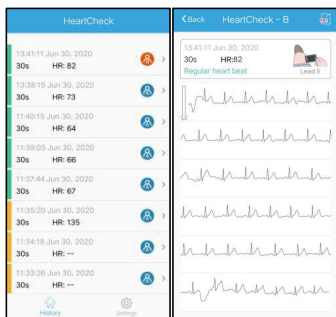 HeartCheck
13:41:11 Jun 30, 2020
30s HR: 82
13:38:15 Jun 30, 2020
30s HR: 73
11:40:15 Jun 30, 2020
30s HR: 64
11:39:05 Jun 30, 2020
30s HR: 66
11:37:44 Jun 30, 2020
30s HR: 67
11:35:20 Jun 30, 2020
30s HR: 135
11:34:18 Jun 30, 2020
30s HR: --
11:33:26 Jun 30, 2020
30s HR: --
History Settings
Back HeartCheck - B
13:41:11 Jun 30, 2020
30s HR:82
Regular heart beat Lead II